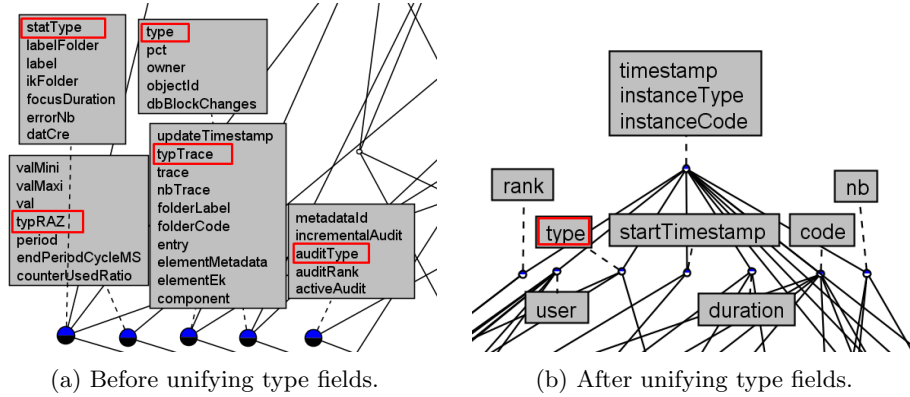 statType
labelFolder
label
ikFolder
focusDuration
errorNb
datCre
type
pct
owner
objectId
dbBlockChanges
valMini
valMaxi
val
typRAZ
period
endPeriodCycleMS
counterUsedRatio
updateTimestamp
typTrace
trace
nbTrace
folderLabel
folderCode
entry
elementMetadata
elementEk
component
metadataId
incrementalAudit
auditType
auditRank
activeAudit
(a) Before unifying type fields.
timestamp
instanceType
instanceCode
rank
nb
type
startTimestamp
code
user
duration
(b) After unifying type fields.